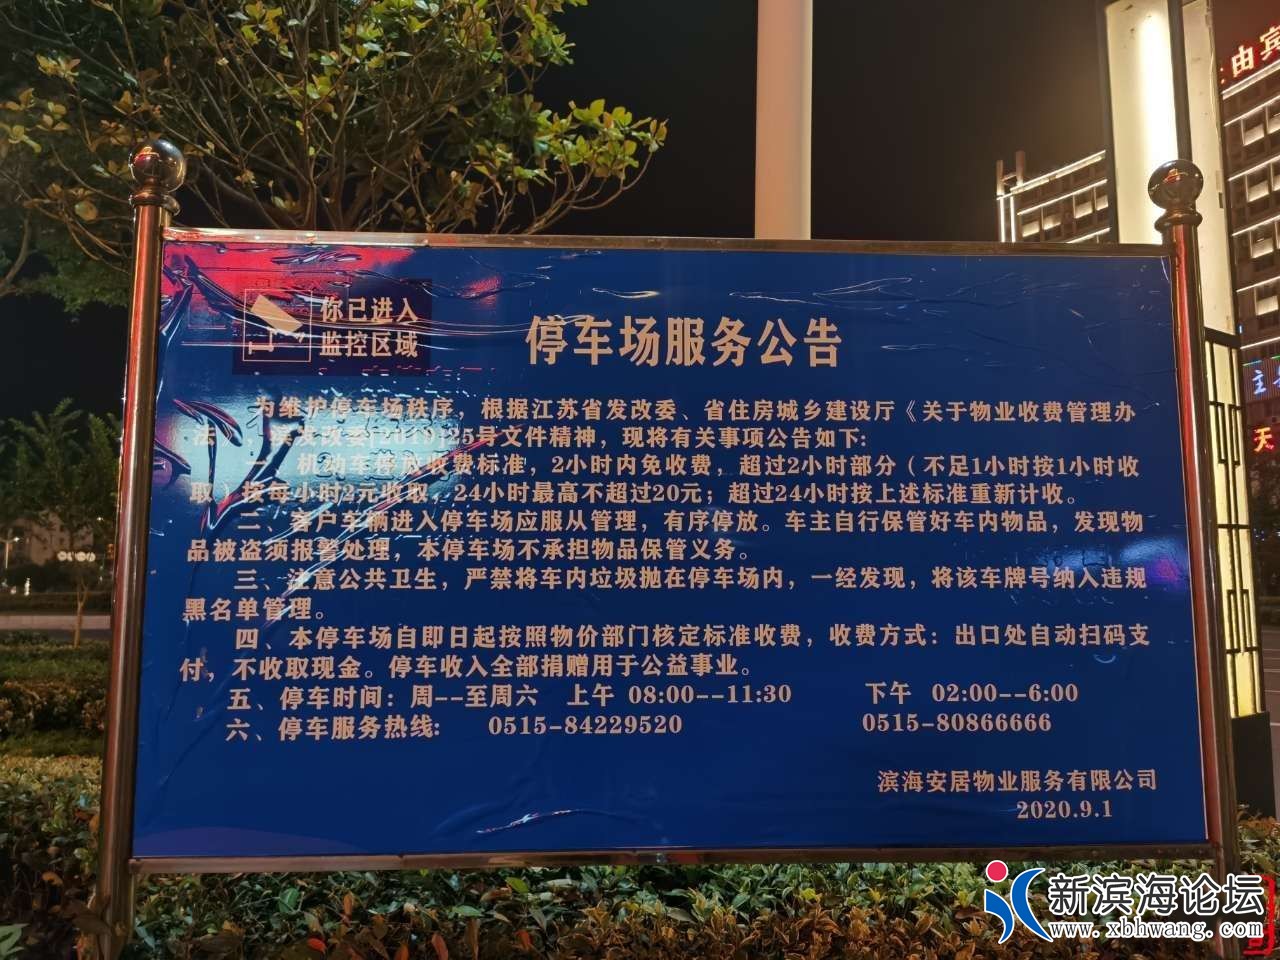 由宾
你已进入
监控区域
停车场服务公告
为维护停车场秩序，根据江苏省发改委、省住房城乡建设厅《关于物业收费管理办
法》、滨发改委[2019]25号文件精神，现将有关事项公告如下：
一、机动车停放收费标准，2小时内免收费，超过2小时部分（不足1小时按1小时收
取）按每小时2元收取，24小时最高不超过20元；超过24小时按上述标准重新计收。
二、客户车辆进入停车场应服从管理，有序停放。车主自行保管好车内物品，发现物
品被盗须报警处理，本停车场不承担物品保管义务。
三、注意公共卫生，严禁将车内垃圾抛在停车场内，一经发现，将该车牌号纳入违规
黑名单管理。
四、本停车场自即日起按照物价部门核定标准收费，收费方式：出口处自动扫码支
付，不收取现金。停车收入全部捐赠用于公益事业。
五、停车时间：周一至周六 上午 08:00--11:30 下午 02:00--6:00
六、停车服务热线： 0515-84229520 0515-80866666
滨海安居物业服务有限公司
2020.9.1
主
天
新滨海论坛
www.xbhwang.com